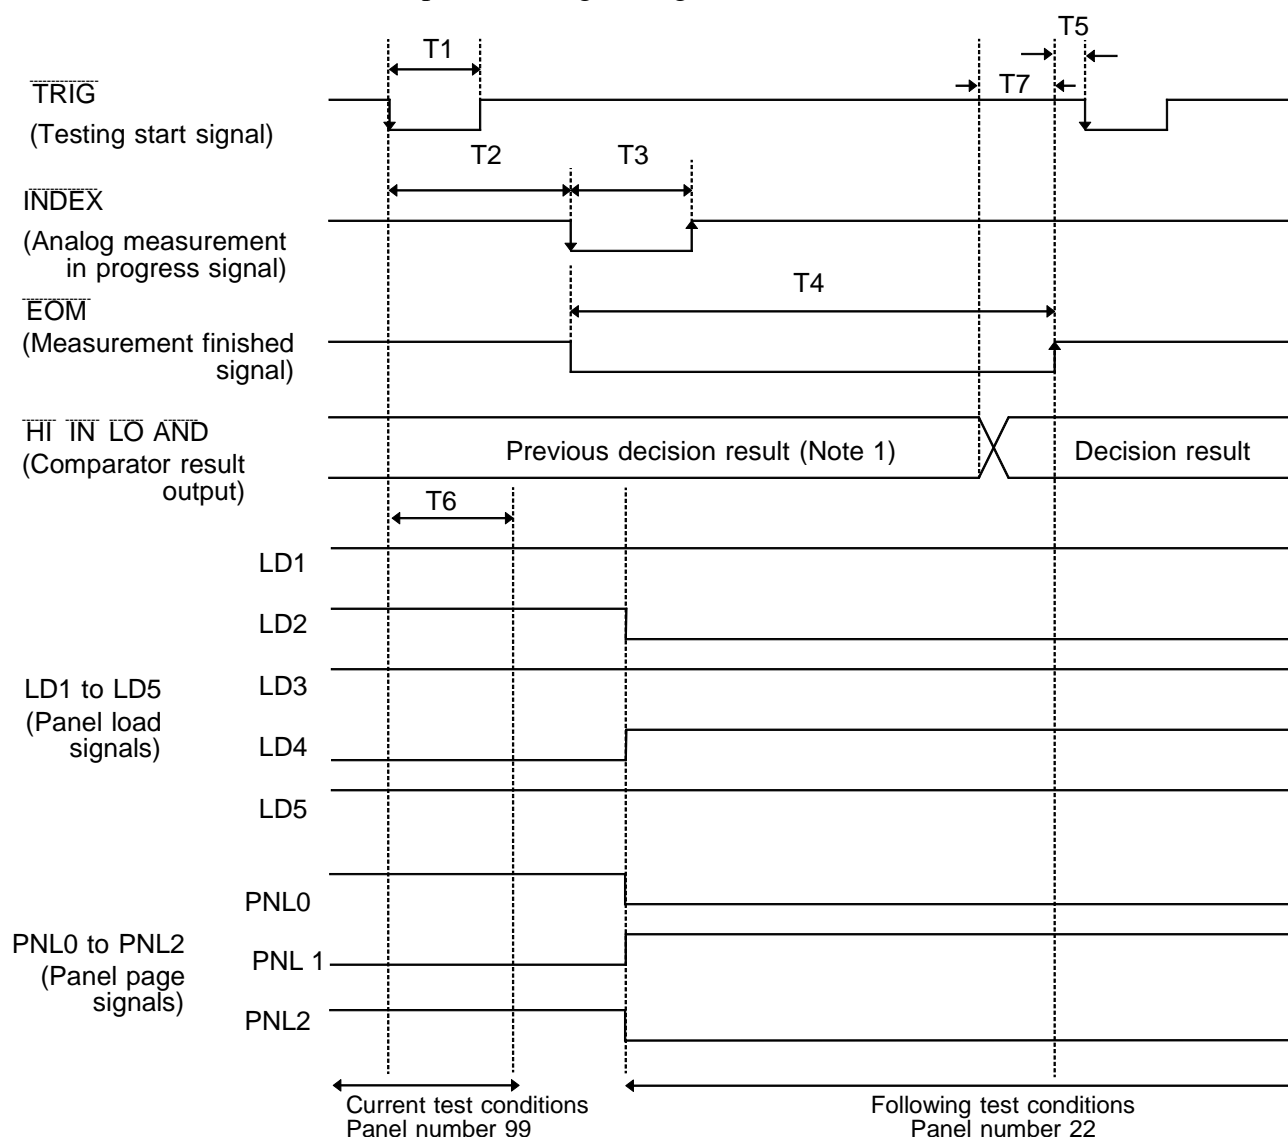 T5
T1
T7
TRIG
(Testing start signal)
T2
T3
INDEX
(Analog measurement
in progress signal)
T4
EOM
(Measurement finished
signal)
HI IN LO AND
(Comparator result
output)
Previous decision result (Note 1)
Decision result
T6
LD1
LD2
LD1 to LD5
(Panel load
signals)
LD3
LD4
LD5
PNL0
PNL0 to PNL2
(Panel page
signals)
PNL 1
PNL2
Current test conditions
Panel number 99
Following test conditions
Panel number 22